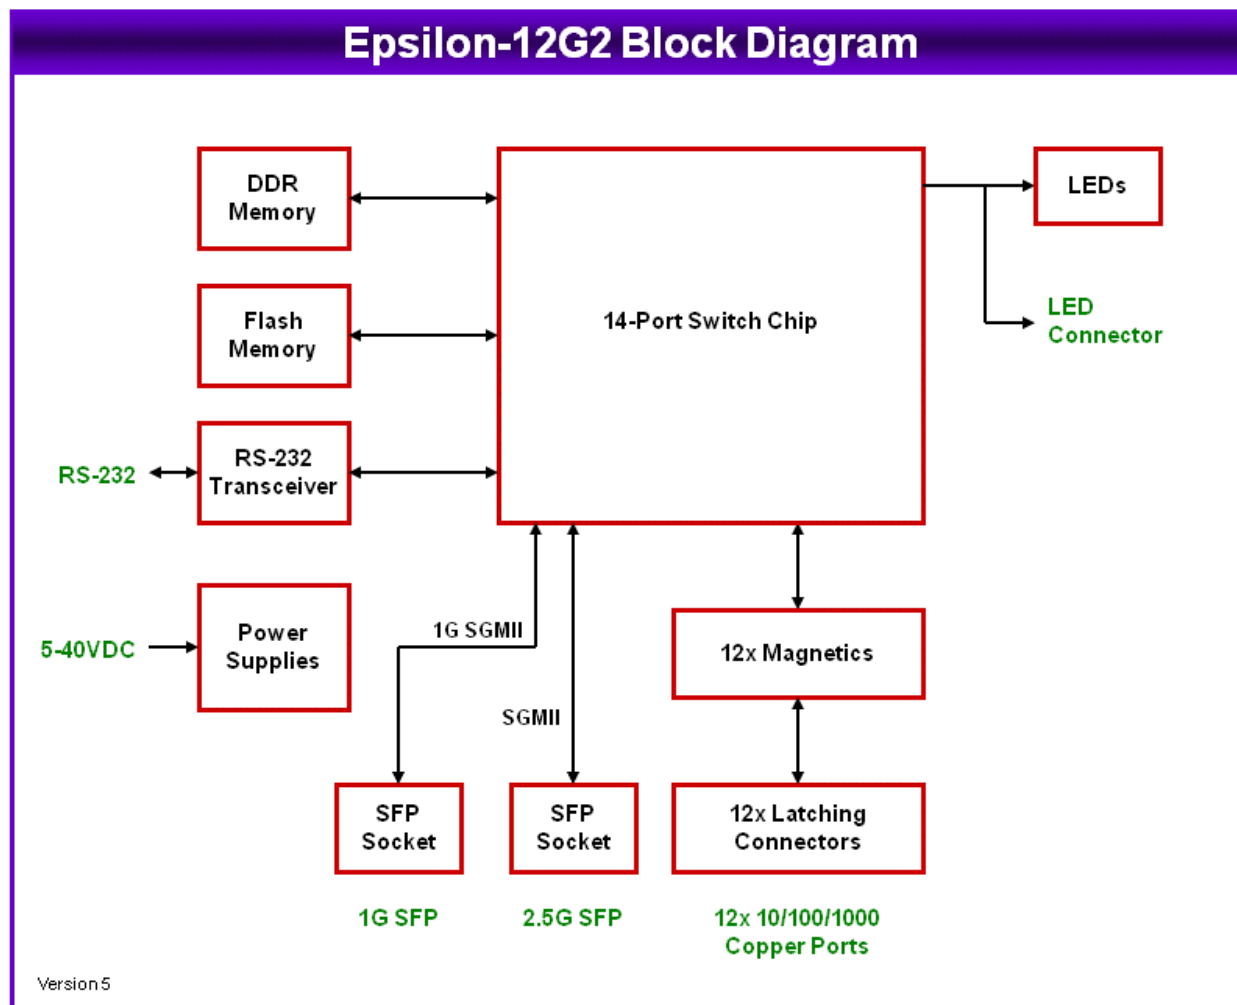 Epsilon-12G2 Block Diagram
DDR
Memory
LEDs
Flash
Memory
14-Port Switch Chip
LED
Connector
RS-232
RS-232
Transceiver
5-40VDC
Power
Supplies
1G SGMII
12x Magnetics
SGMII
SFP
Socket
SFP
Socket
12x Latching
Connectors
1G SFP
2.5G SFP
12x 10/100/1000
Copper Ports
Version 5